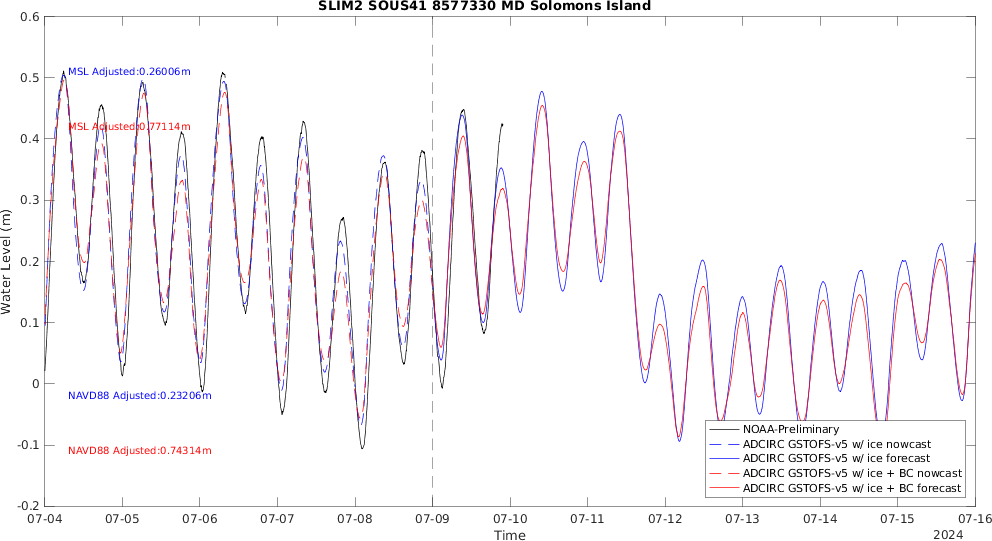 SLIM2 SOUS41 8577330 MD Solomons Island
0.6
0.5
0.4
0.3
0.2
0.1
0
-0.1
-0.2
Water Level (m)
MSL Adjusted:0.26006m
MSL Adjusted:0.77114m
NAVD88 Adjusted:0.23206m
NAVD88 Adjusted:0.74314m
NOAA-Preliminary
ADCIRC GSTOFS-v5 w/ ice nowcast
ADCIRC GSTOFS-v5 w/ ice forecast
ADCIRC GSTOFS-v5 w/ ice + BC nowcast
ADCIRC GSTOFS-v5 w/ ice + BC forecast
07-04 07-05 07-06 07-07 07-08 07-09 07-10 07-11 07-12 07-13 07-14 07-15 07-16
Time
2024